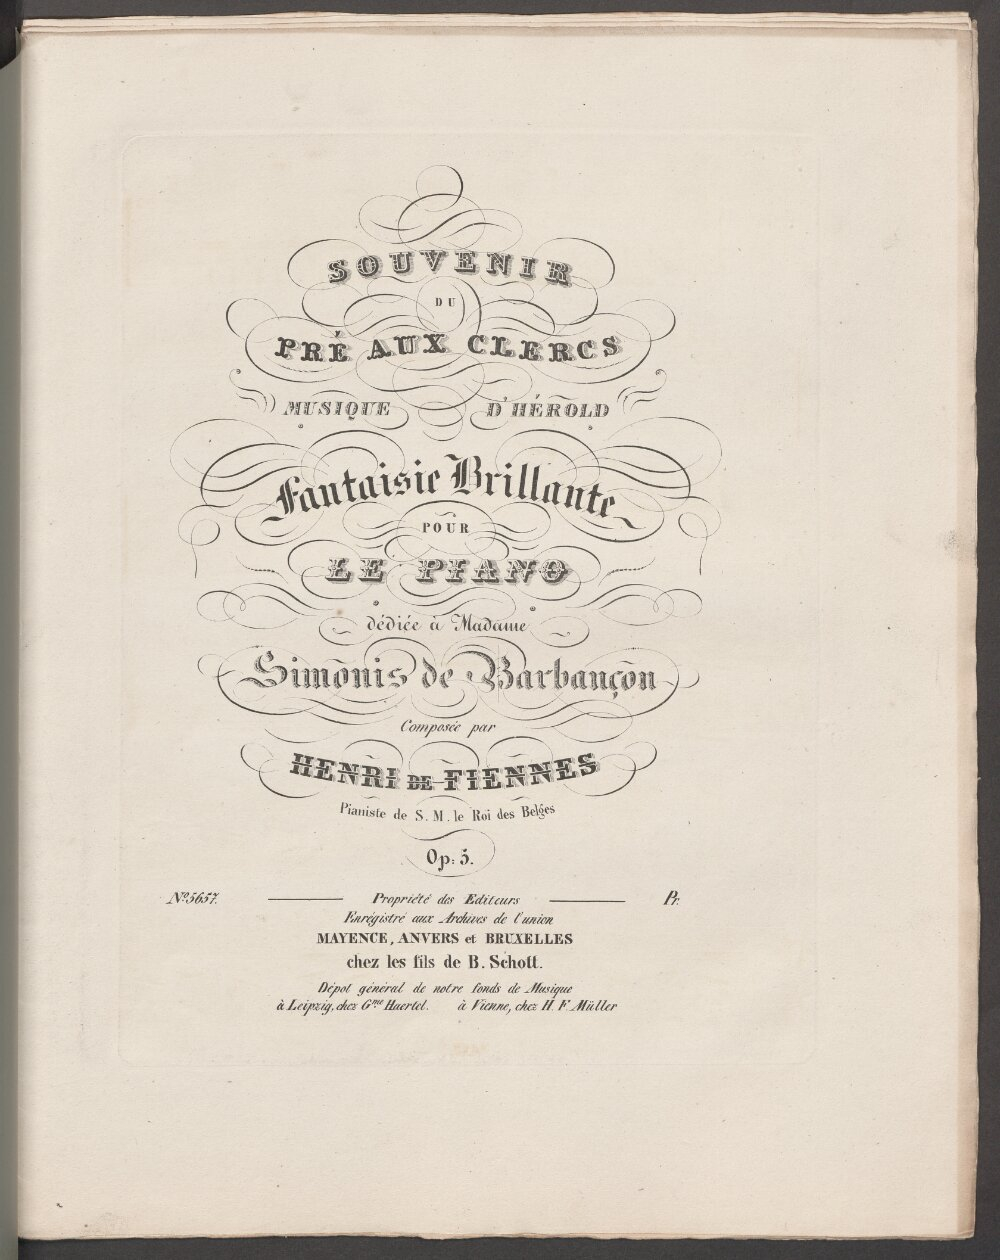 SOUVENIR
DU
PRÉ AUX CLERCS
MUSIQUE D'HÉROLD
Fantaisie Brillante
POUR
LE PIANO
dédiée à Madame
Simonis de Barbançon
Composée par
HENRI DE FIENNES
Pianiste de S. M. le Roi des Belges
Op: 5.
No. 5657. Propriété des Editeurs Pr.
Enrégistré aux Archives de l'union
MAYENCE, ANVERS et BRUXELLES
chez les fils de B. Schott.
Dépot général de notre fonds de Musique
à Leipzig, chez Gme Haertel. à Vienne, chez H. F. Müller